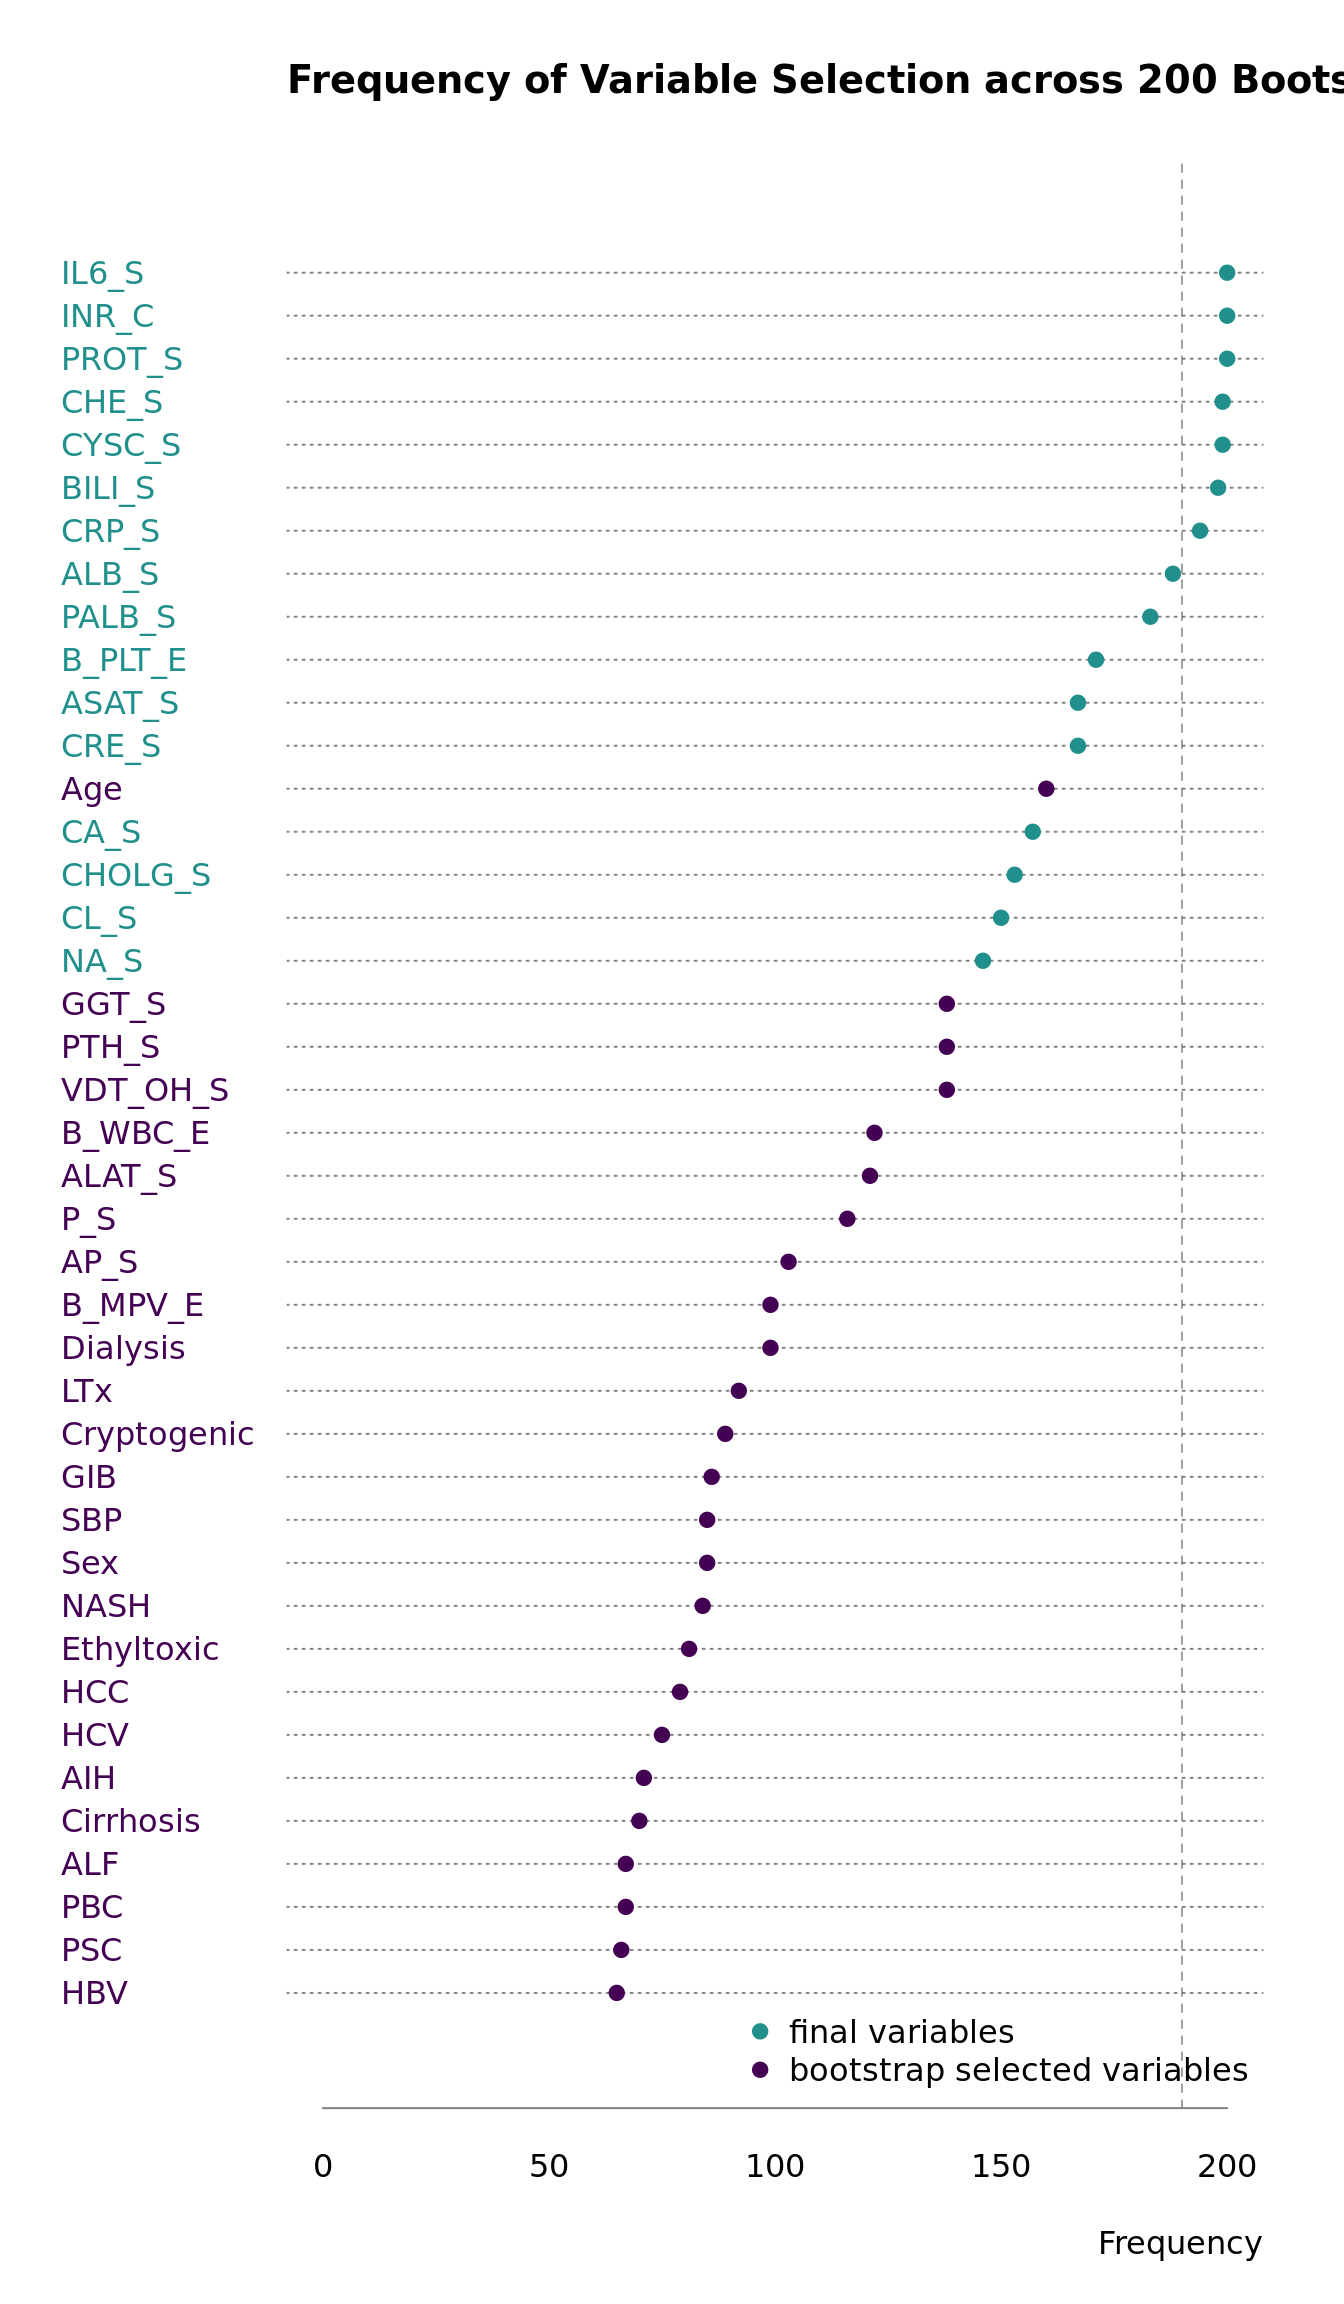 Frequency of Variable Selection across 200 Boots
IL6_S
INR_C
PROT_S
CHE_S
CYSC_S
BILI_S
CRP_S
ALB_S
PALB_S
B_PLT_E
ASAT_S
CRE_S
Age
CA_S
CHOLG_S
CL_S
NA_S
GGT_S
PTH_S
VDT_OH_S
B_WBC_E
ALAT_S
P_S
AP_S
B_MPV_E
Dialysis
LTx
Cryptogenic
GIB
SBP
Sex
NASH
Ethyltoxic
HCC
HCV
AIH
Cirrhosis
ALF
PBC
PSC
HBV
final variables
bootstrap selected variables
0 50 100 150 200
Frequency